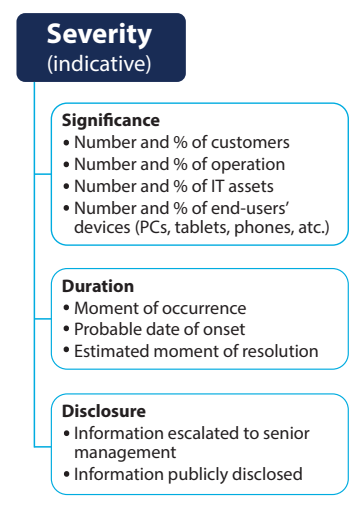 Severity
(indicative)
Significance
• Number and % of customers
• Number and % of operation
• Number and % of IT assets
• Number and % of end-users’
devices (PCs, tablets, phones, atc.)
Duration
• Moment of occurrence
• Probable date of onset
• Estimated moment of resolution
Disclosure
• Information escalated to senior
management
• Information publicly disclosed